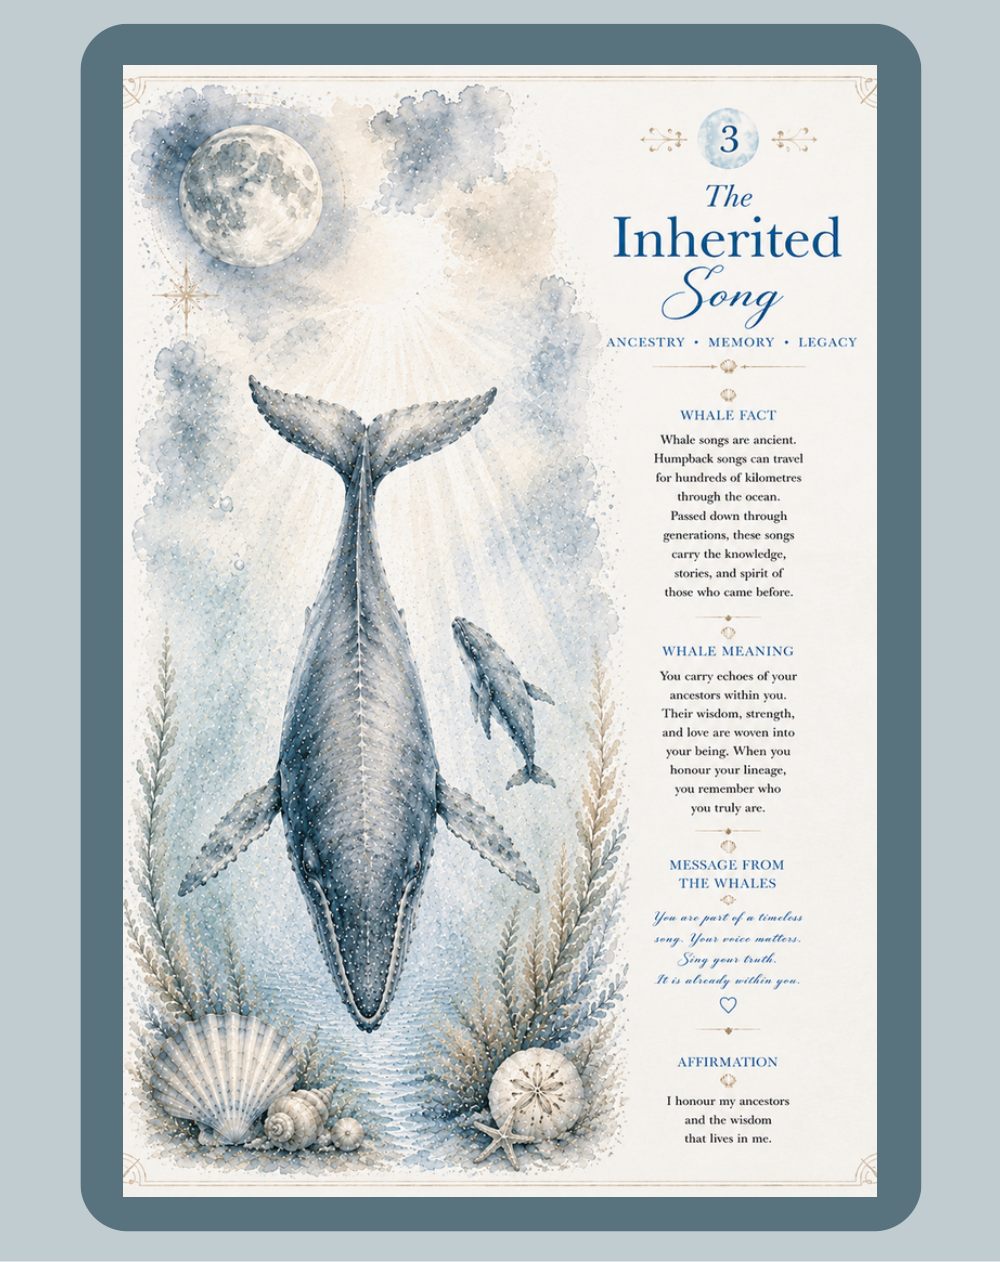 3
The
Inherited
Song
ANCESTRY • MEMORY • LEGACY
WHALE FACT
Whale songs are ancient.
Humpback songs can travel
for hundreds of kilometres
through the ocean.
Passed down through
generations, these songs
carry the knowledge,
stories, and spirit of
those who came before.
WHALE MEANING
You carry echoes of your
ancestors within you.
Their wisdom, strength,
and love are woven into
your being. When you
honour your lineage,
you remember who
you truly are.
MESSAGE FROM
THE WHALES
You are part of a timeless
song. Your voice matters.
Sing your truth.
It is already within you.
AFFIRMATION
I honour my ancestors
and the wisdom
that lives in me.